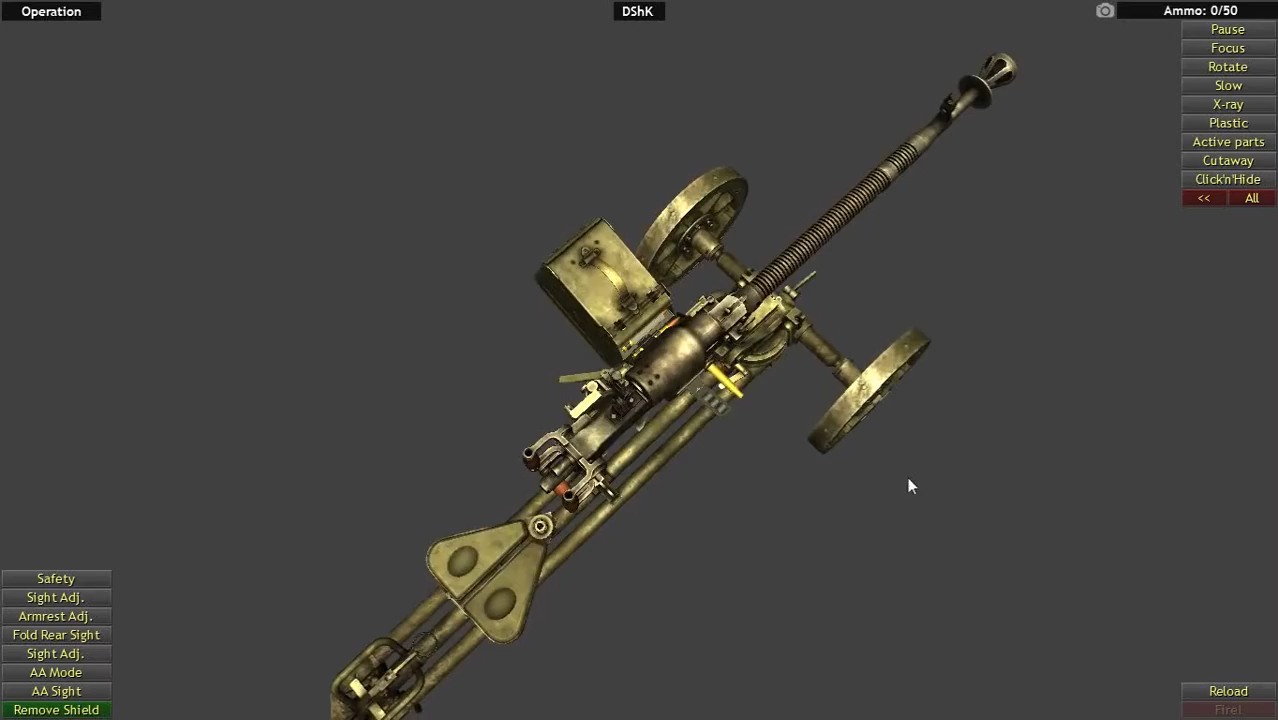 Operation
DShK
Ammo: 0/50
Pause
Focus
Rotate
Slow
X-ray
Plastic
Active parts
Cutaway
Click'n'Hide
<< All
Safety
Sight Adj.
Armrest Adj.
Fold Rear Sight
Sight Adj.
AA Mode
AA Sight
Remove Shield
Reload
Fire!